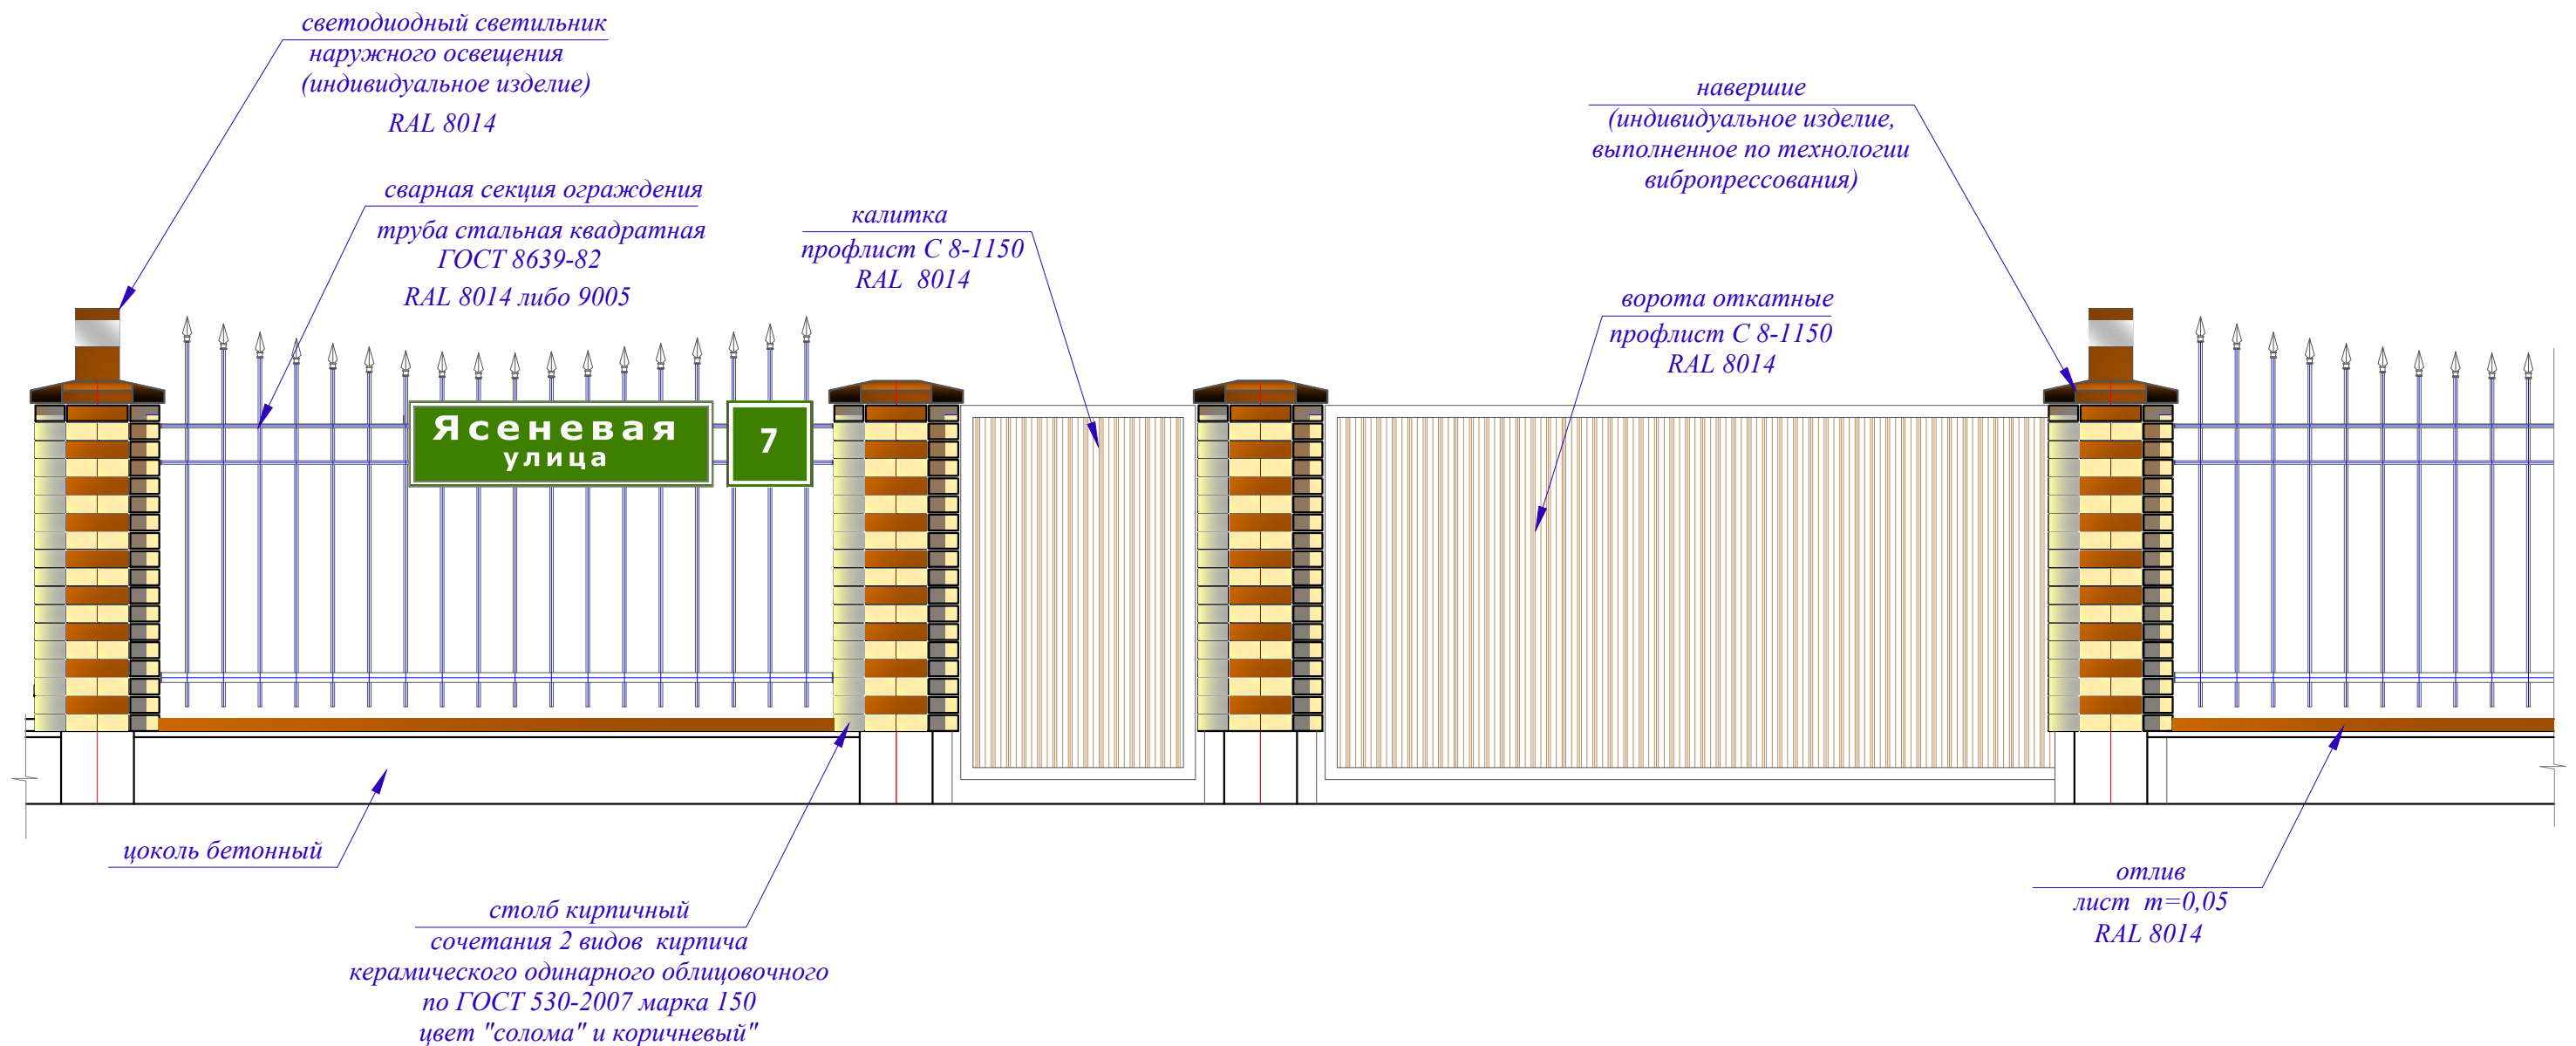 светодиодный светильник
наружного освещения
(индивидуальное изделие)
RAL 8014
сварная секция ограждения
труба стальная квадратная
ГОСТ 8639-82
RAL 8014 либо 9005
калитка
профлист С 8-1150
RAL 8014
навершие
(индивидуальное изделие,
выполненное по технологии
вибропрессования)
ворота откатные
профлист С 8-1150
RAL 8014
Ясеневая
улица
7
цоколь бетонный
столб кирпичный
сочетания 2 видов кирпича
керамического одинарного облицовочного
по ГОСТ 530-2007 марка 150
цвет "солома" и коричневый"
отлив
лист т=0,05
RAL 8014